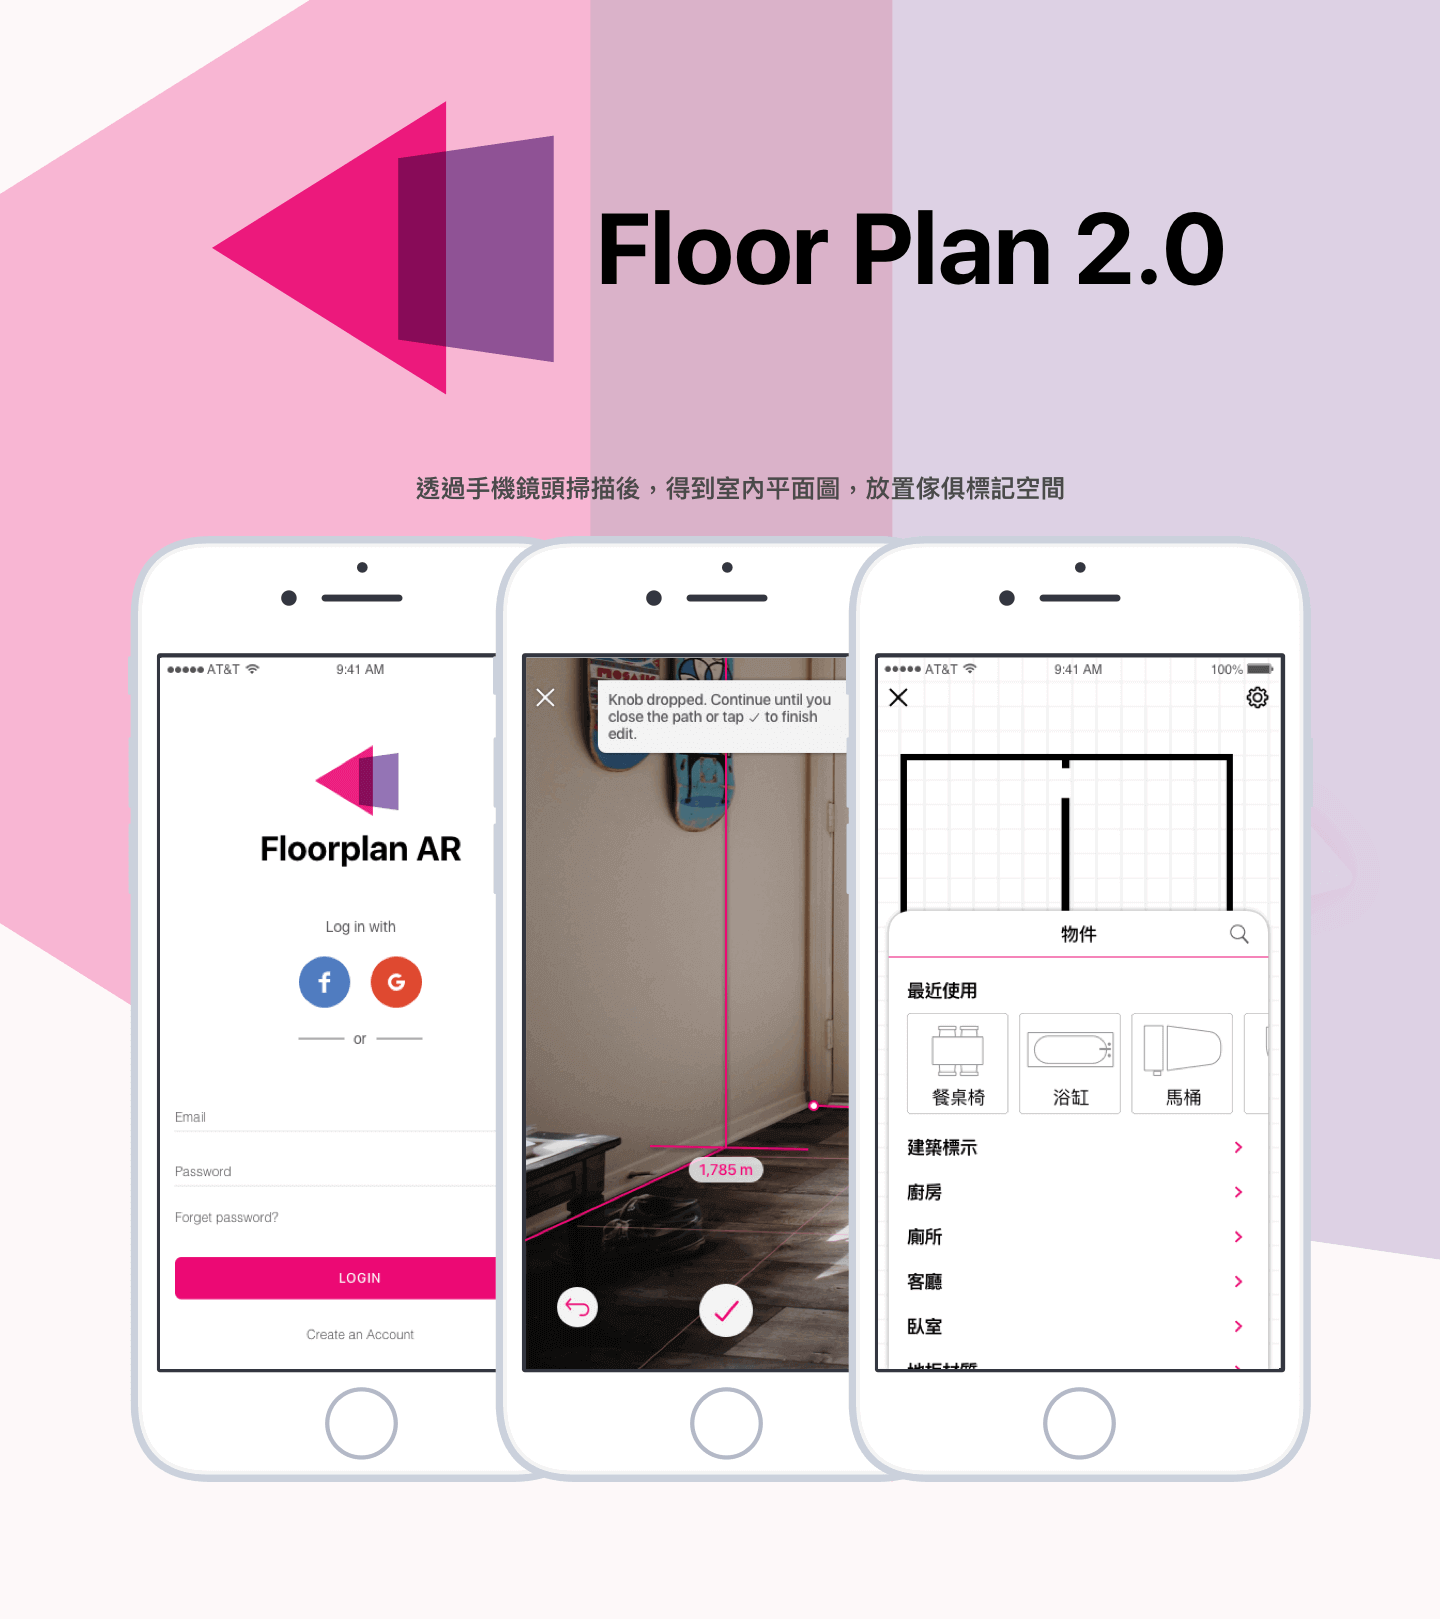 Floor Plan 2.0
透過手機鏡頭掃描後，得到室內平面圖，放置傢俱標記空間
AT&T
9:41 AM
Floorplan AR
Log in with
f
G
or
Email
Password
Forget password?
LOGIN
Create an Account
Knob dropped. Continue until you
close the path or tap ✓ to finish
edit.
1,785 m
AT&T
9:41 AM
100%
物件
最近使用
餐桌椅
浴缸
馬桶
建築標示
廚房
廁所
客廳
臥室
地板材質